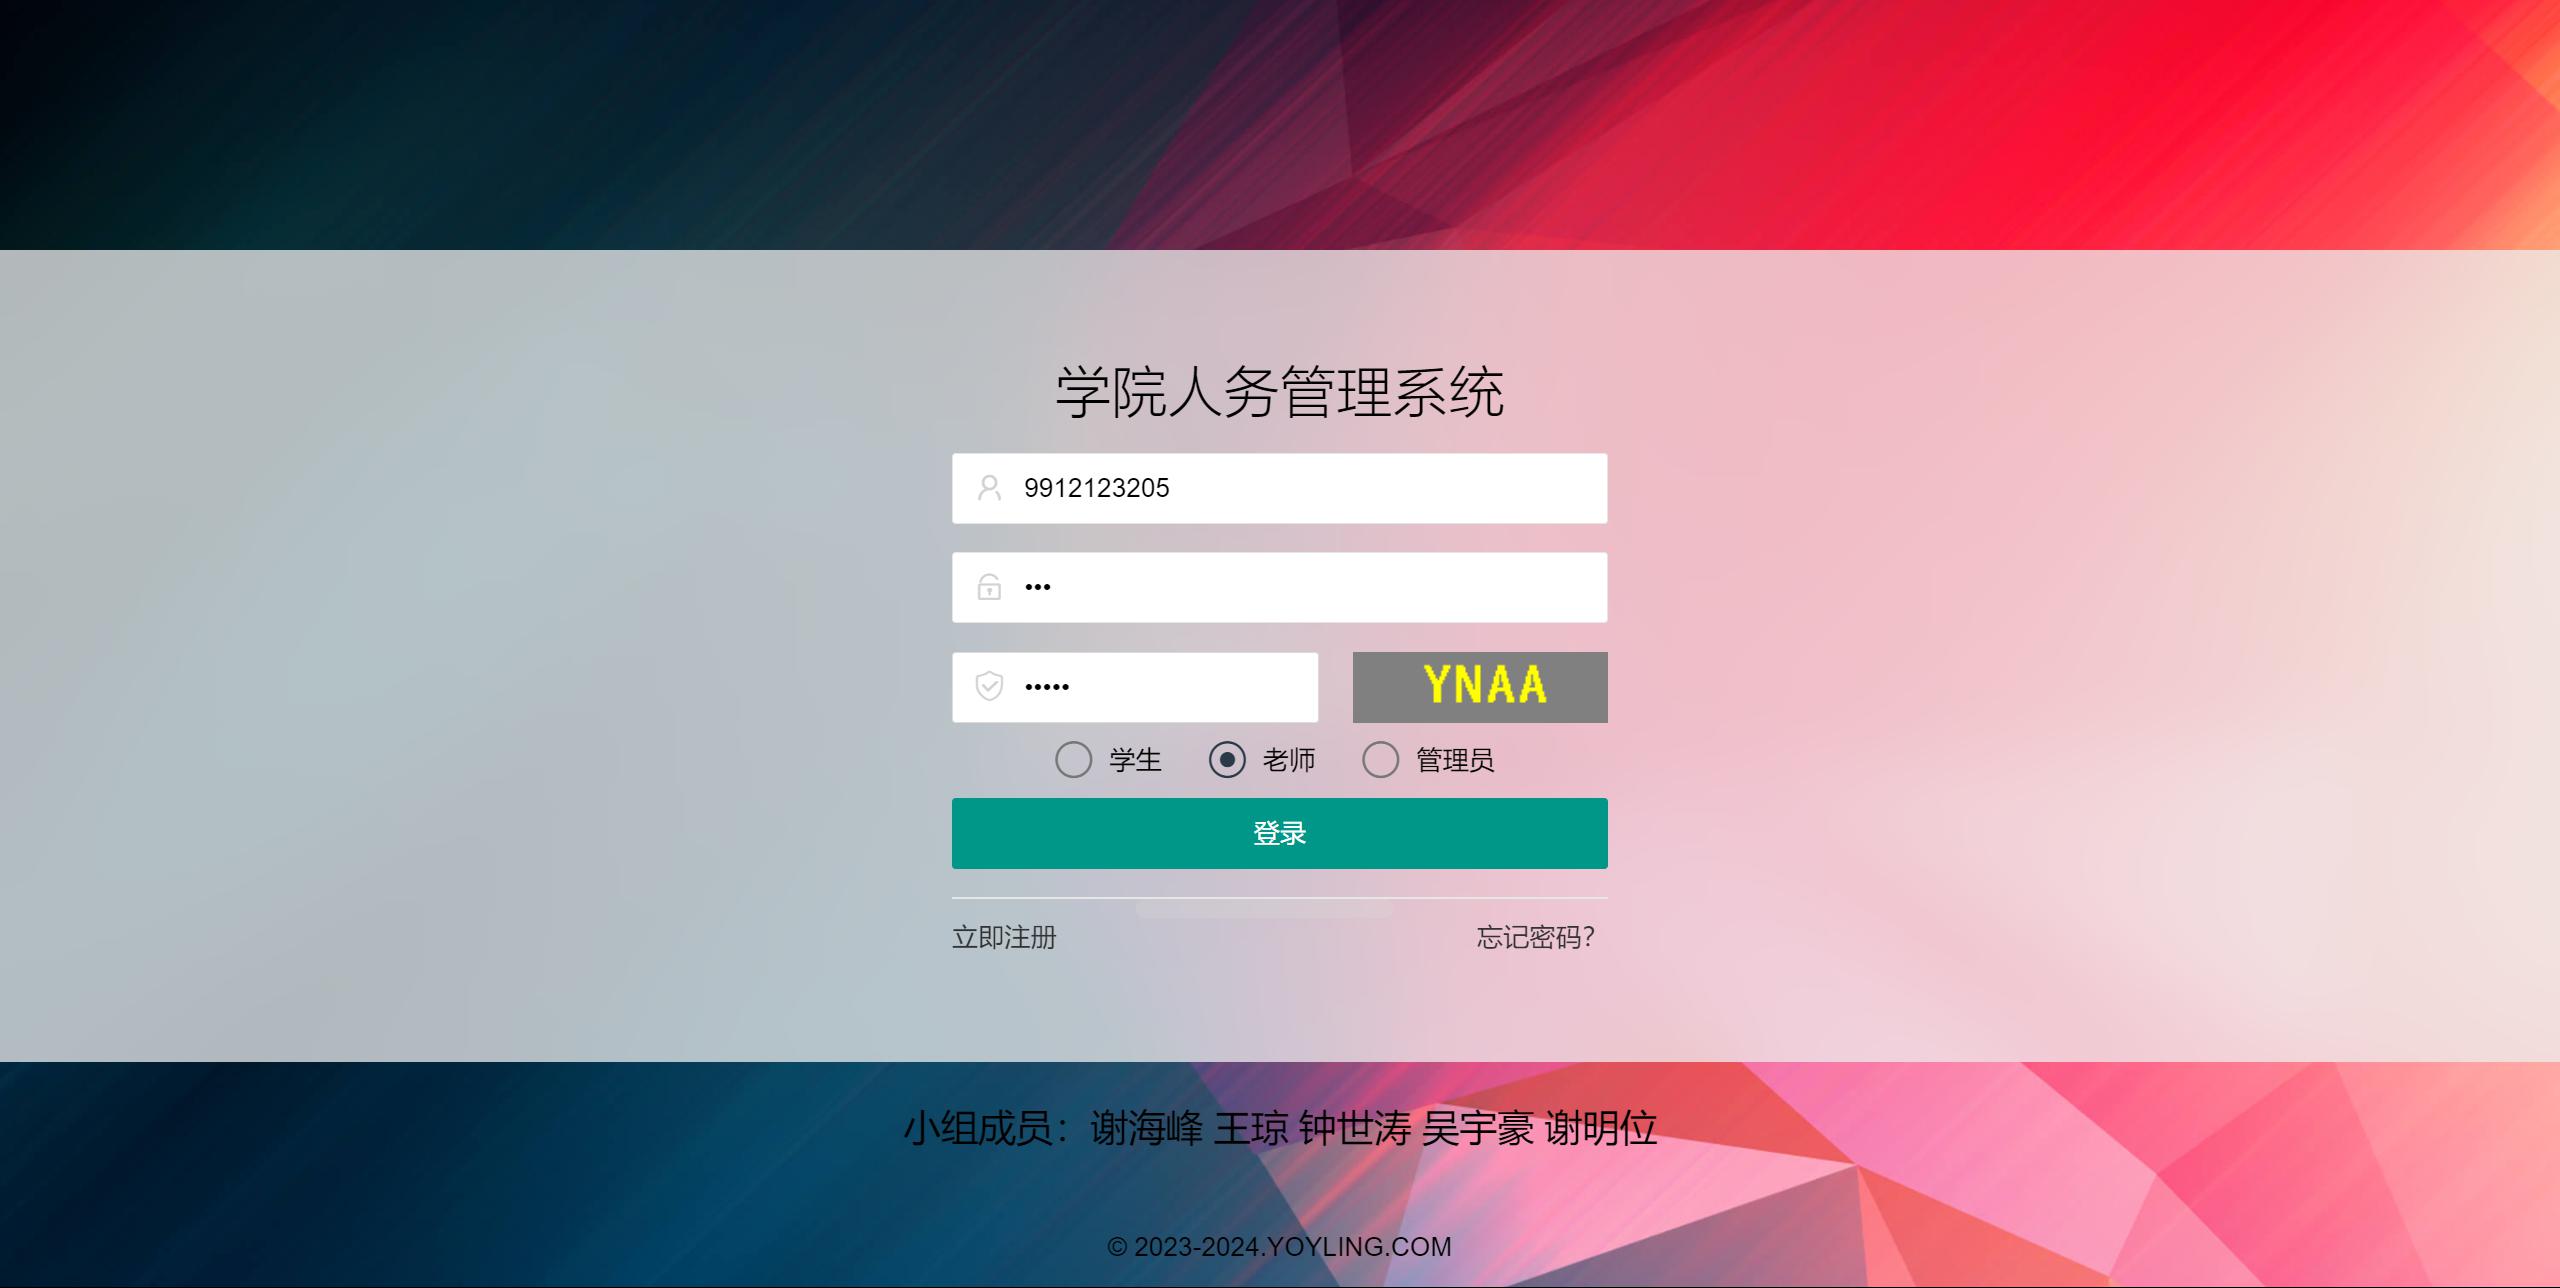 学院人务管理系统
9912123205
•••
••••• YNAA
学生 老师 管理员
登录
立即注册 忘记密码?
小组成员：谢海峰 王琼 钟世涛 吴宇豪 谢明位
© 2023-2024.YOYLING.COM